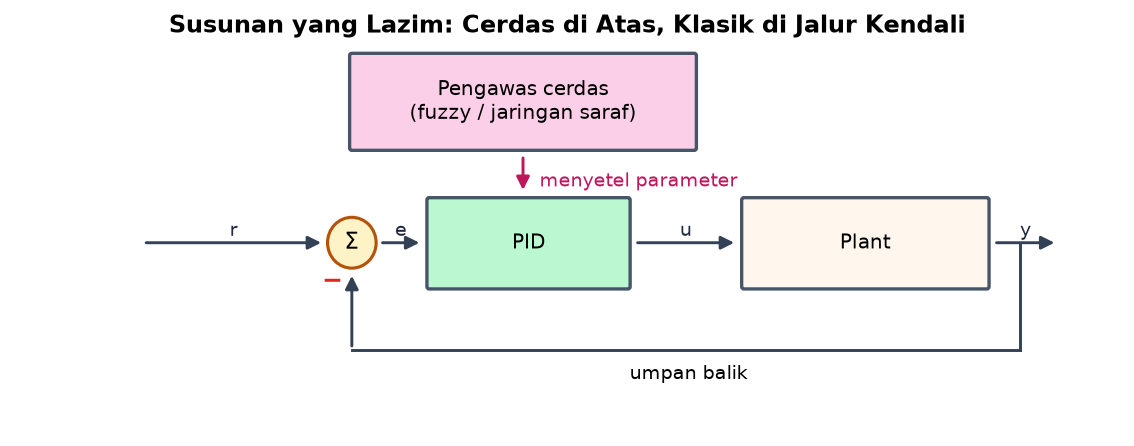 Susunan yang Lazim: Cerdas di Atas, Klasik di Jalur Kendali
Pengawas cerdas
(fuzzy / jaringan saraf)
menyetel parameter
r
Σ
e
PID
u
Plant
y
−
umpan balik